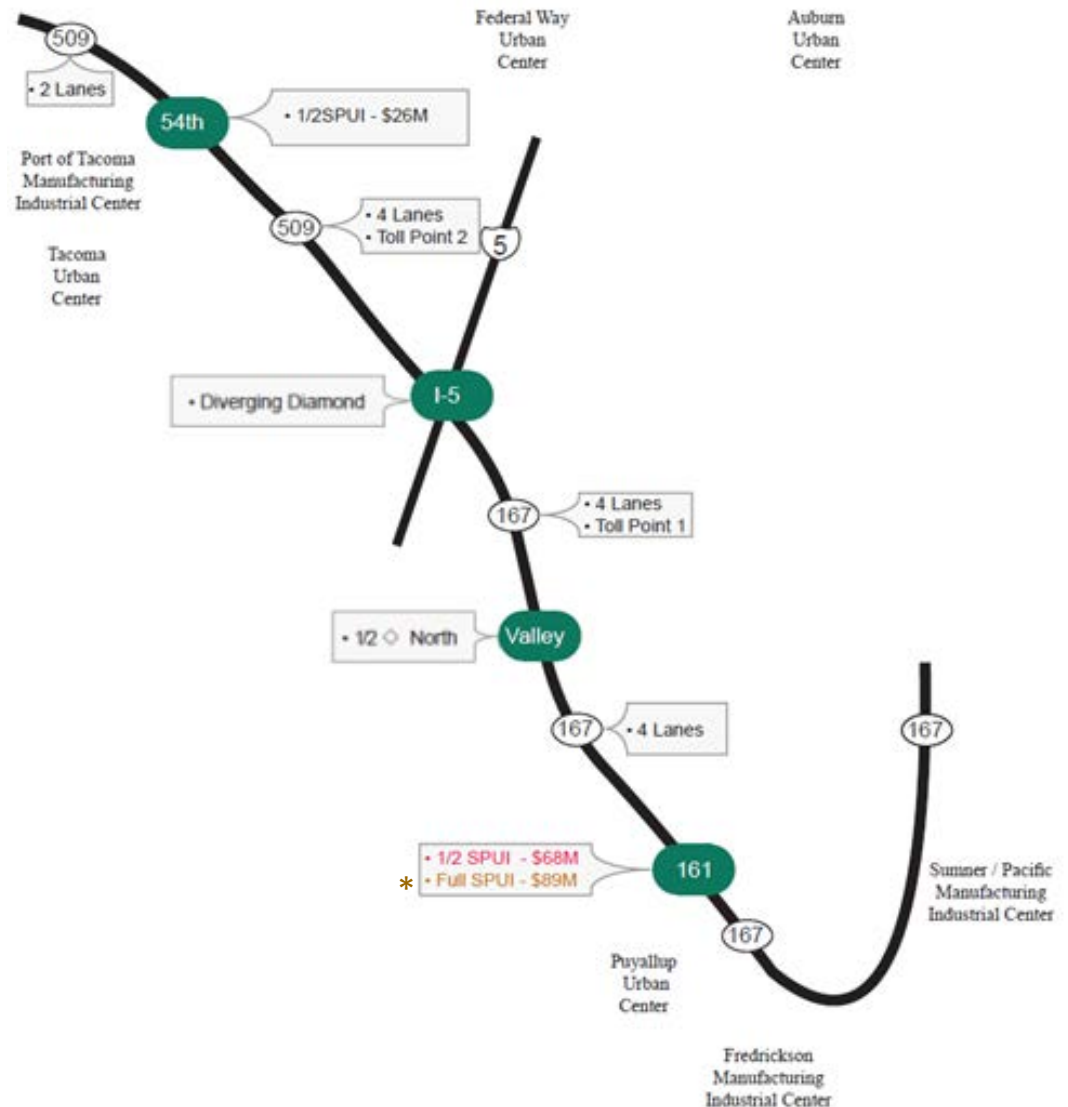 509
• 2 Lanes
54th
• 1/2SPUI - $26M
Federal Way
Urban
Center
Auburn
Urban
Center
Port of Tacoma
Manufacturing
Industrial Center
Tacoma
Urban
Center
509
• 4 Lanes
• Toll Point 2
5
• Diverging Diamond
I-5
167
• 4 Lanes
• Toll Point 1
• 1/2 ◇ North
Valley
167
• 4 Lanes
167
• 1/2 SPUI - $68M
* • Full SPUI - $89M
161
Sumner / Pacific
Manufacturing
Industrial Center
167
Puyallup
Urban
Center
Fredrickson
Manufacturing
Industrial Center